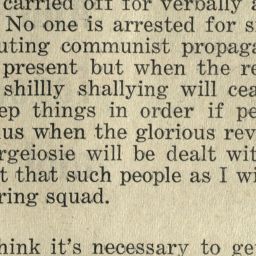 carried off for verbally a
No one is arrested for s
uting communist propaga
present but when the re
shillly shallying will cea
ep things in order if pe
us when the glorious rev
rgeiosie will be dealt wit
t that such people as I wi
ring squad.
hink it's necessary to ge